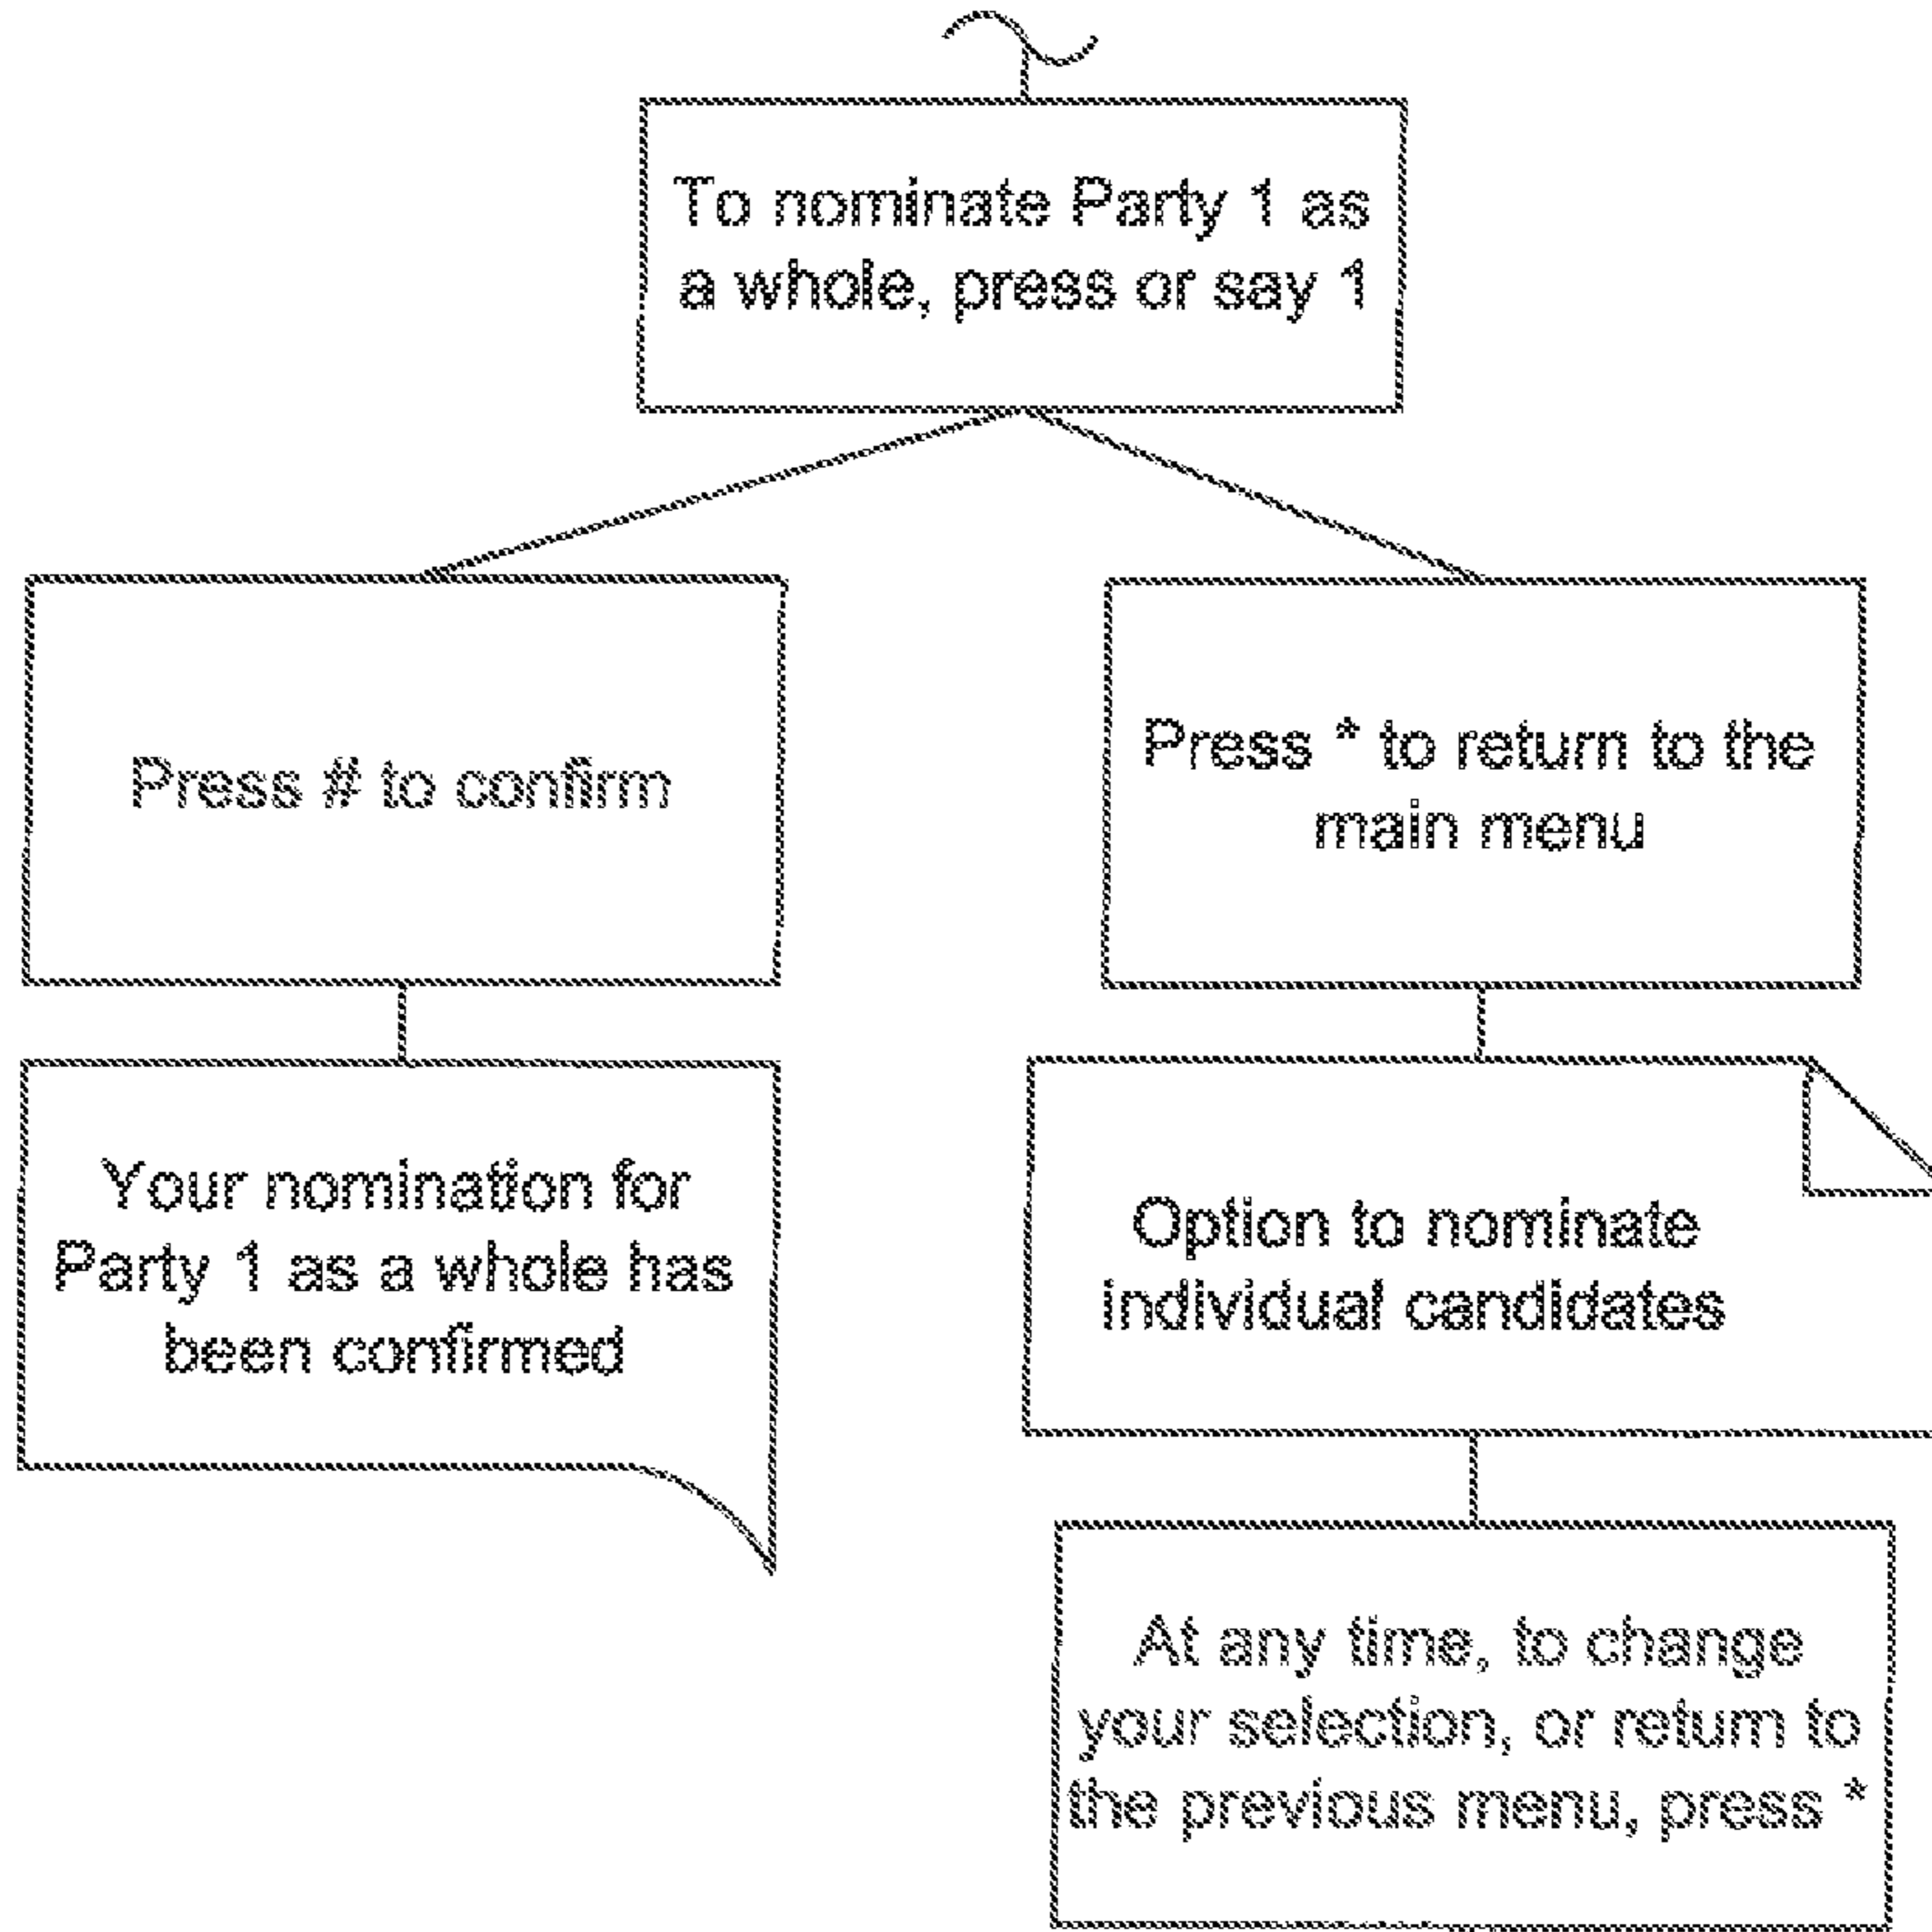 To nominate Party 1 as
a whole, press or say 1
Press # to confirm
Press * to return to the
main menu
Your nomination for
Party 1 as a whole has
been confirmed
Option to nominate
individual candidates
At any time, to change
your selection, or return to
the previous menu, press *